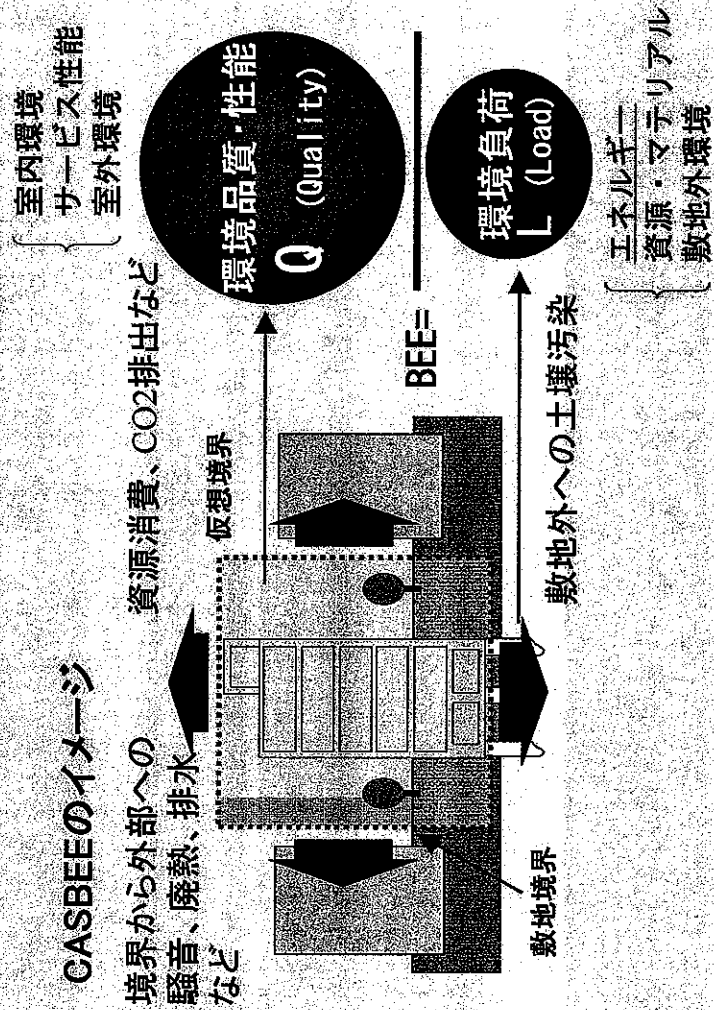 CASBEEのイメージ
境界から外部への
騒音、廃熱、排水
など
資源消費、CO2排出など
仮想境界
敷地境界
敷地外への土壌汚染
BEE=
室内環境
サービス性能
室外環境
環境品質・性能
Q (Quality)
環境負荷
L (Load)
エネルギー
資源・マテリアル
敷地外環境